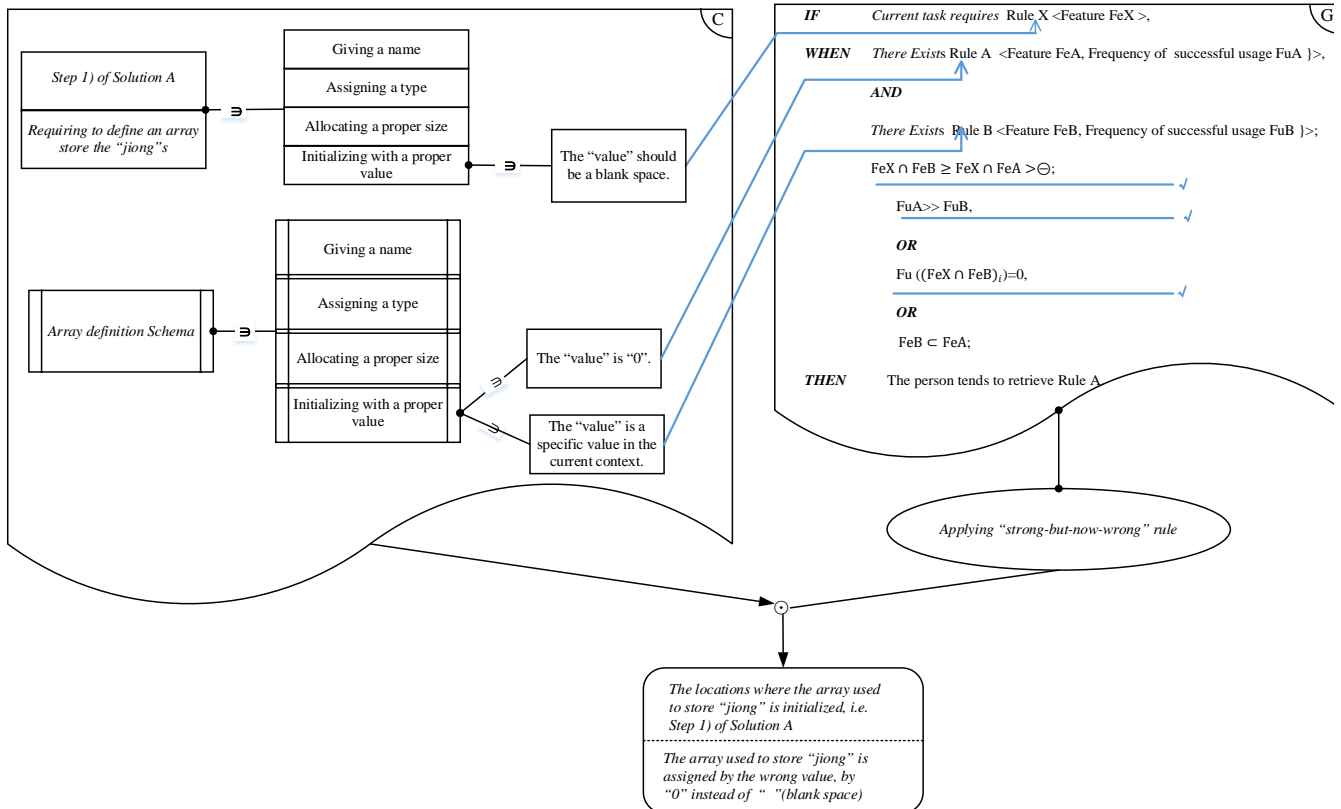 C
Step 1) of Solution A
Requiring to define an array
store the “jiong”s
∋
Giving a name
Assigning a type
Allocating a proper size
Initializing with a proper
value
∋
The “value” should
be a blank space.
Array definition Schema
∋
Giving a name
Assigning a type
Allocating a proper size
Initializing with a proper
value
∋
∋
The “value” is “0”.
The “value” is a
specific value in the
current context.
G
IF Current task requires Rule X <Feature FeX >,
WHEN There Exists Rule A <Feature FeA, Frequency of successful usage FuA }>,
AND
There Exists Rule B <Feature FeB, Frequency of successful usage FuB }>;
FeX ∩ FeB ≥ FeX ∩ FeA >⊖; √
FuA>> FuB, √
OR
Fu ((FeX ∩ FeB)ᵢ)=0, √
OR
FeB ⊂ FeA;
THEN The person tends to retrieve Rule A
Applying “strong-but-now-wrong” rule
⊙
The locations where the array used
to store “jiong” is initialized, i.e.
Step 1) of Solution A
The array used to store “jiong” is
assigned by the wrong value, by
“0” instead of “ ”(blank space)